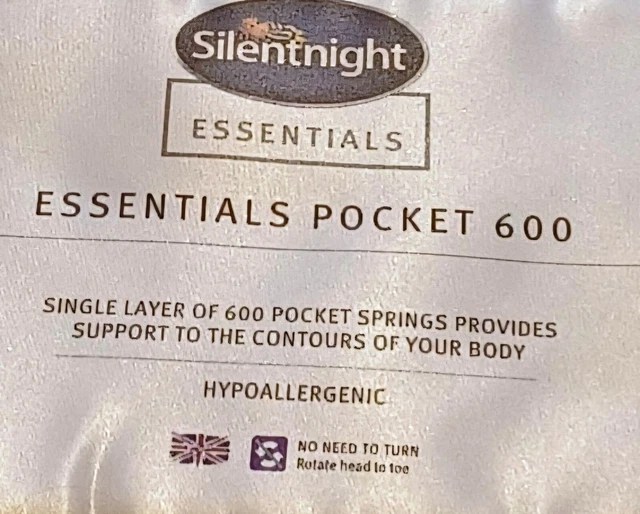 Silentnight
ESSENTIALS
ESSENTIALS POCKET 600
SINGLE LAYER OF 600 POCKET SPRINGS PROVIDES
SUPPORT TO THE CONTOURS OF YOUR BODY
HYPOALLERGENIC
NO NEED TO TURN
Rotate head to toe